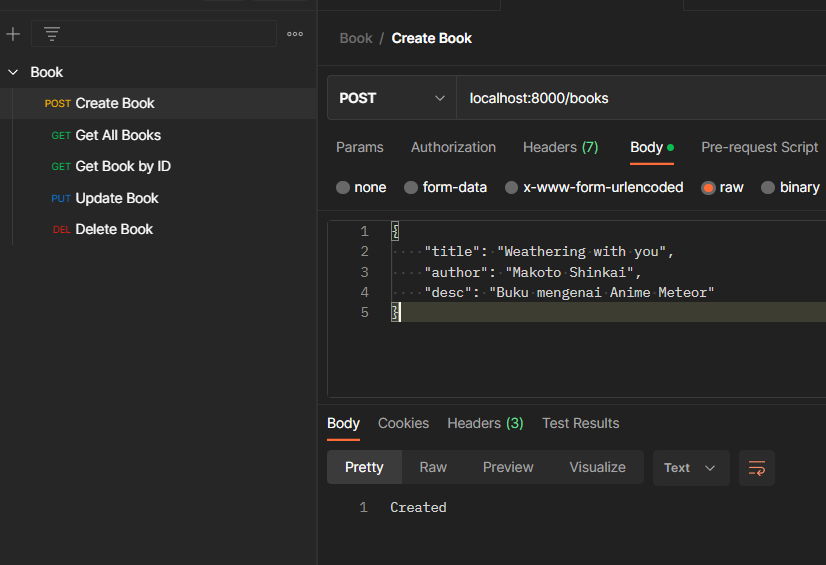 Book
POST Create Book
GET Get All Books
GET Get Book by ID
PUT Update Book
DEL Delete Book
Book / Create Book
POST localhost:8000/books
Params Authorization Headers (7) Body Pre-request Script
none form-data x-www-form-urlencoded raw binary
1 {
2 "title": "Weathering with you",
3 "author": "Makoto Shinkai",
4 "desc": "Buku mengenai Anime Meteor"
5 }
Body Cookies Headers (3) Test Results
Pretty Raw Preview Visualize Text
1 Created